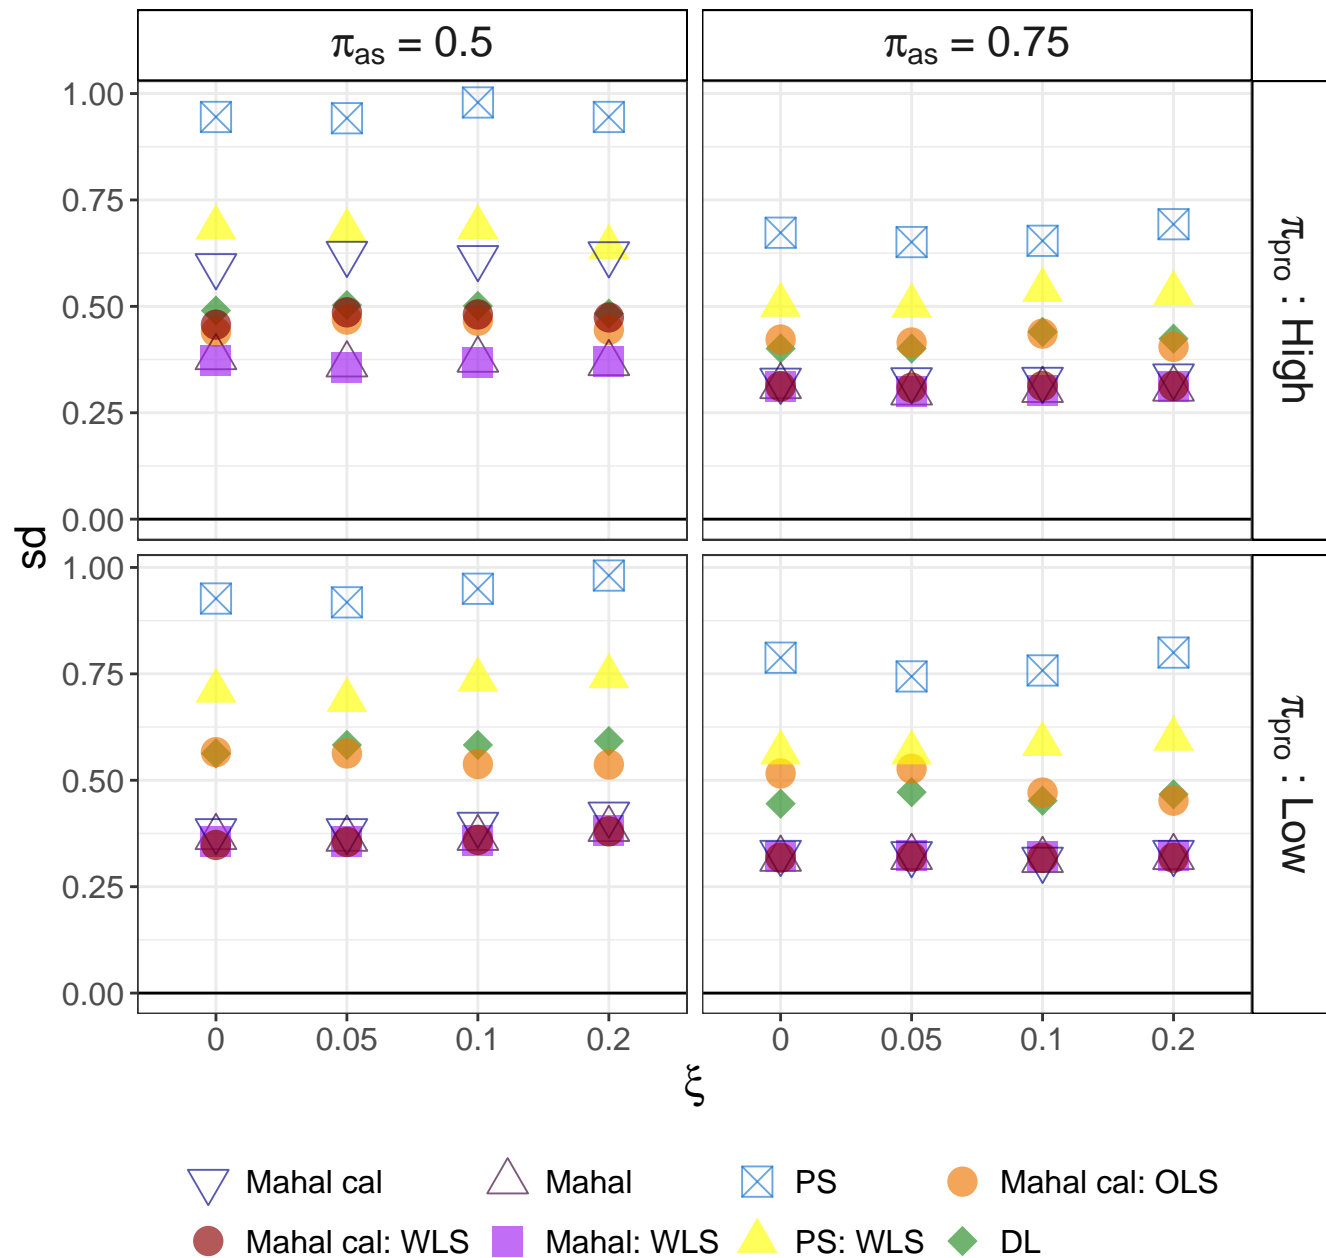 π_as = 0.5
π_as = 0.75
1.00
0.75
0.50
0.25
0.00
π_pro : High
sd
1.00
0.75
0.50
0.25
0.00
π_pro : Low
0 0.05 0.1 0.2
0 0.05 0.1 0.2
ξ
Mahal cal Mahal PS Mahal cal: OLS
Mahal cal: WLS Mahal: WLS PS: WLS DL